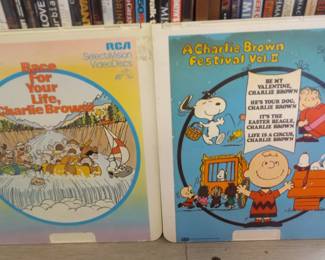 RCA
SelectaVision
VideoDiscs
Race
For Your
Life,
Charlie Brown
A Charlie Brown
Festival Vol. II
BE MY
VALENTINE,
CHARLIE BROWN
HE'S YOUR DOG,
CHARLIE BROWN
IT'S THE
EASTER BEAGLE,
CHARLIE BROWN
LIFE IS A CIRCUS,
CHARLIE BROWN